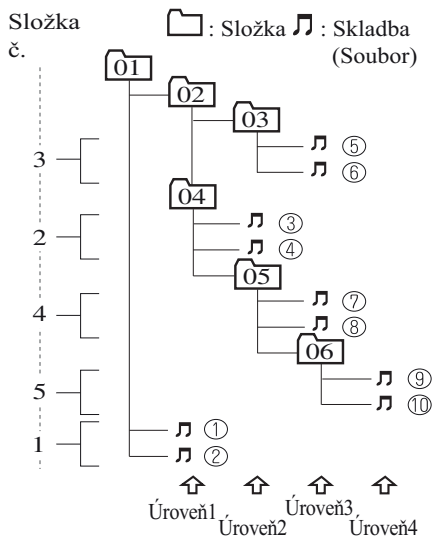 Složka
č.
: Složka : Skladba
(Soubor)
01
02
03
⑤
3
⑥
04
③
2
④
05
⑦
4
⑧
06
⑨
5
⑩
①
1
②
Úroveň1
Úroveň2
Úroveň3
Úroveň4